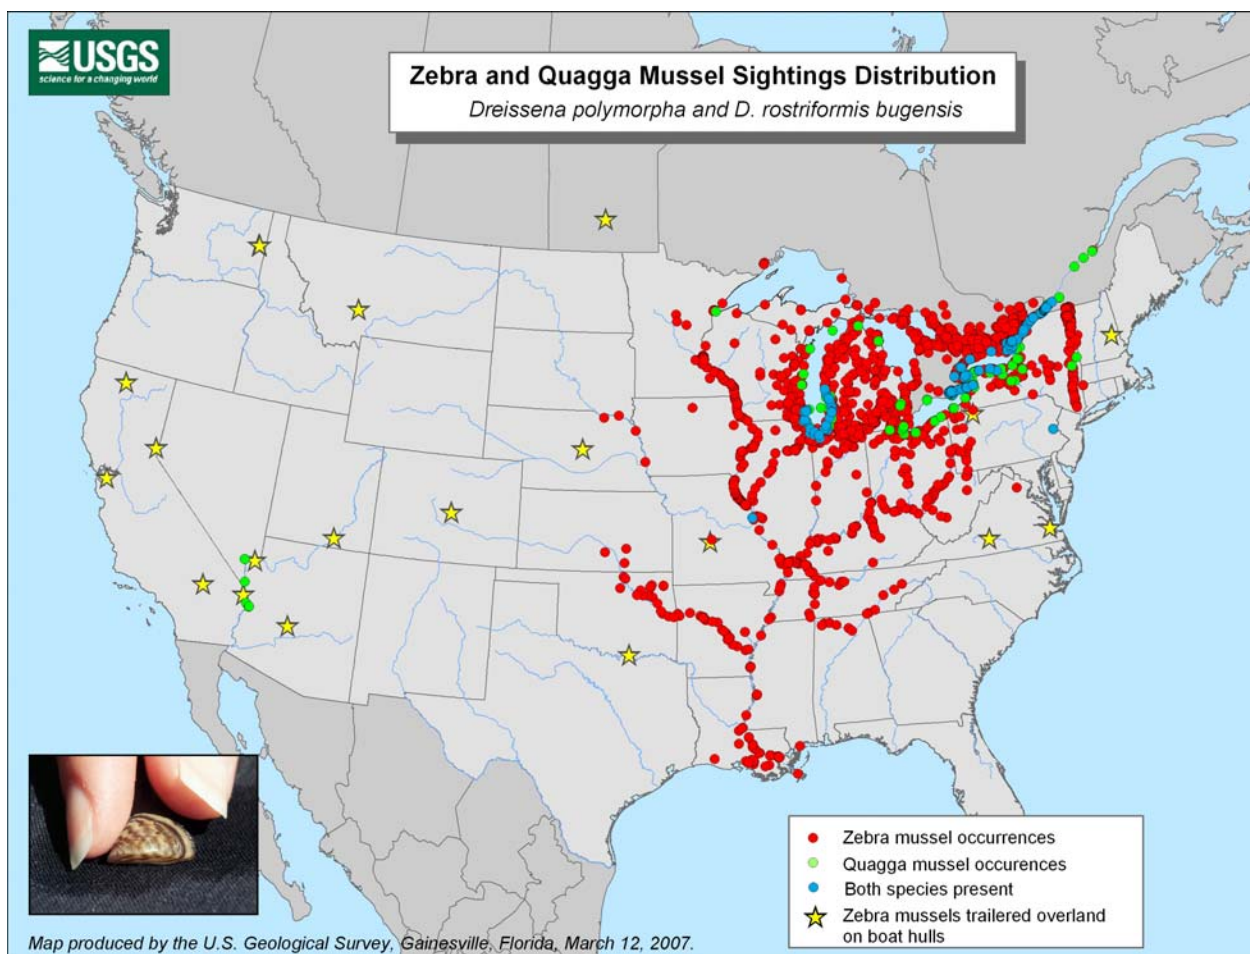 USGS
science for a changing world
Zebra and Quagga Mussel Sightings Distribution
Dreissena polymorpha and D. rostriformis bugensis
Zebra mussel occurrences
Quagga mussel occurences
Both species present
Zebra mussels trailered overland
on boat hulls
Map produced by the U.S. Geological Survey, Gainesville, Florida, March 12, 2007.